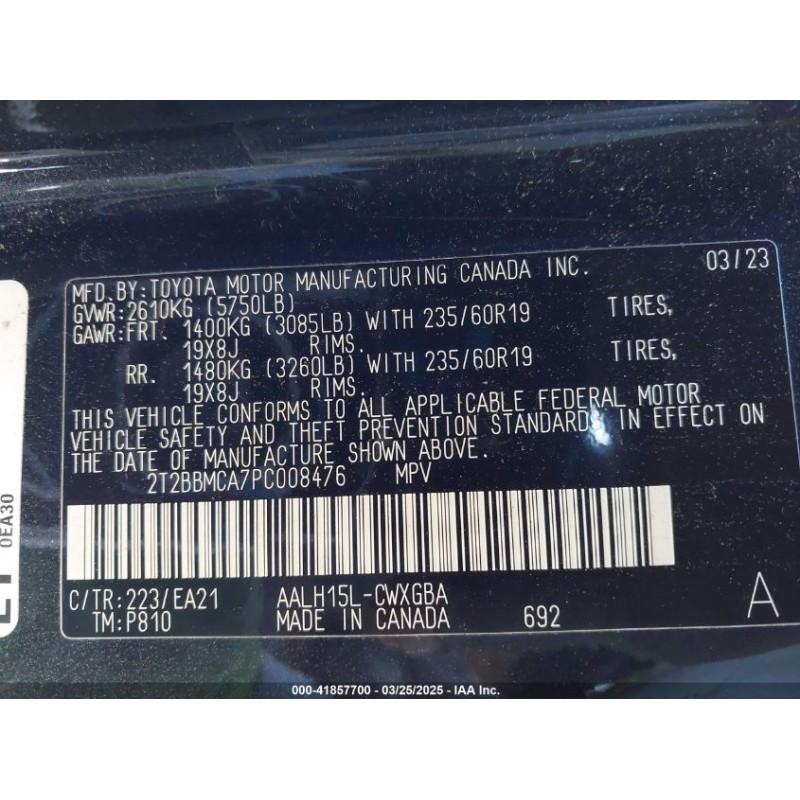 MFD.BY:TOYOTA MOTOR MANUFACTURING CANADA INC. 03/23
GVWR:2610KG (5750LB)
GAWR:FRT. 1400KG (3085LB) WITH 235/60R19 TIRES,
19X8J RIMS.
RR. 1480KG (3260LB) WITH 235/60R19 TIRES,
19X8J RIMS.
THIS VEHICLE CONFORMS TO ALL APPLICABLE FEDERAL MOTOR
VEHICLE SAFETY AND THEFT PREVENTION STANDARDS IN EFFECT ON
THE DATE OF MANUFACTURE SHOWN ABOVE.
2T2BBMCA7PC008476 MPV
C/TR:223/EA21 AALH15L-CWXGBA A
TM:P810 MADE IN CANADA 692
0EA30
000-41857700 - 03/25/2025 - IAA Inc.